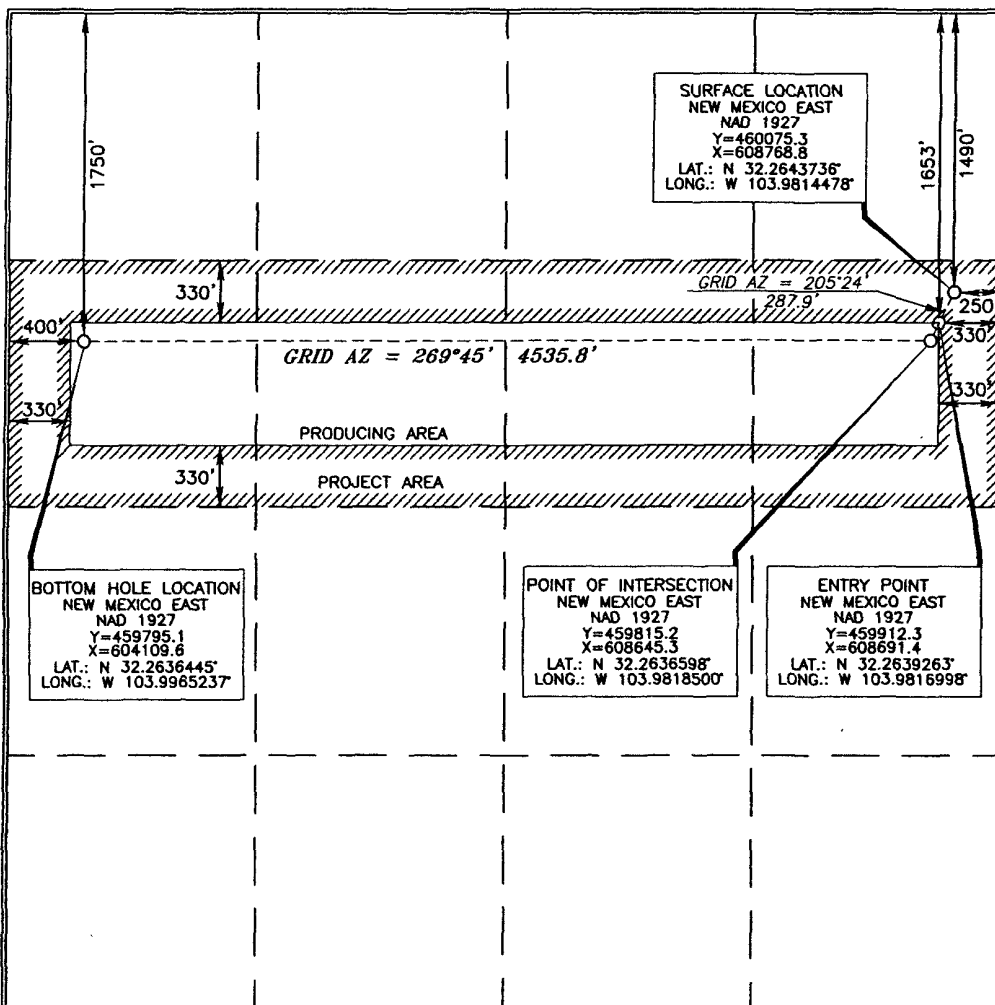 SURFACE LOCATION
NEW MEXICO EAST
NAD 1927
Y=460075.3
X=608768.8
LAT.: N 32.2643736°
LONG.: W 103.9814478°
1750'
1653'
1490'
330'
GRID AZ = 205°24'
287.9'
250
400'
330'
GRID AZ = 269°45' 4535.8'
330'
330'
PRODUCING AREA
330'
PROJECT AREA
BOTTOM HOLE LOCATION
NEW MEXICO EAST
NAD 1927
Y=459795.1
X=604109.6
LAT.: N 32.2636445°
LONG.: W 103.9965237°
POINT OF INTERSECTION
NEW MEXICO EAST
NAD 1927
Y=459815.2
X=608645.3
LAT.: N 32.2636598°
LONG.: W 103.9818500°
ENTRY POINT
NEW MEXICO EAST
NAD 1927
Y=459912.3
X=608691.4
LAT.: N 32.2639263°
LONG.: W 103.9816998°